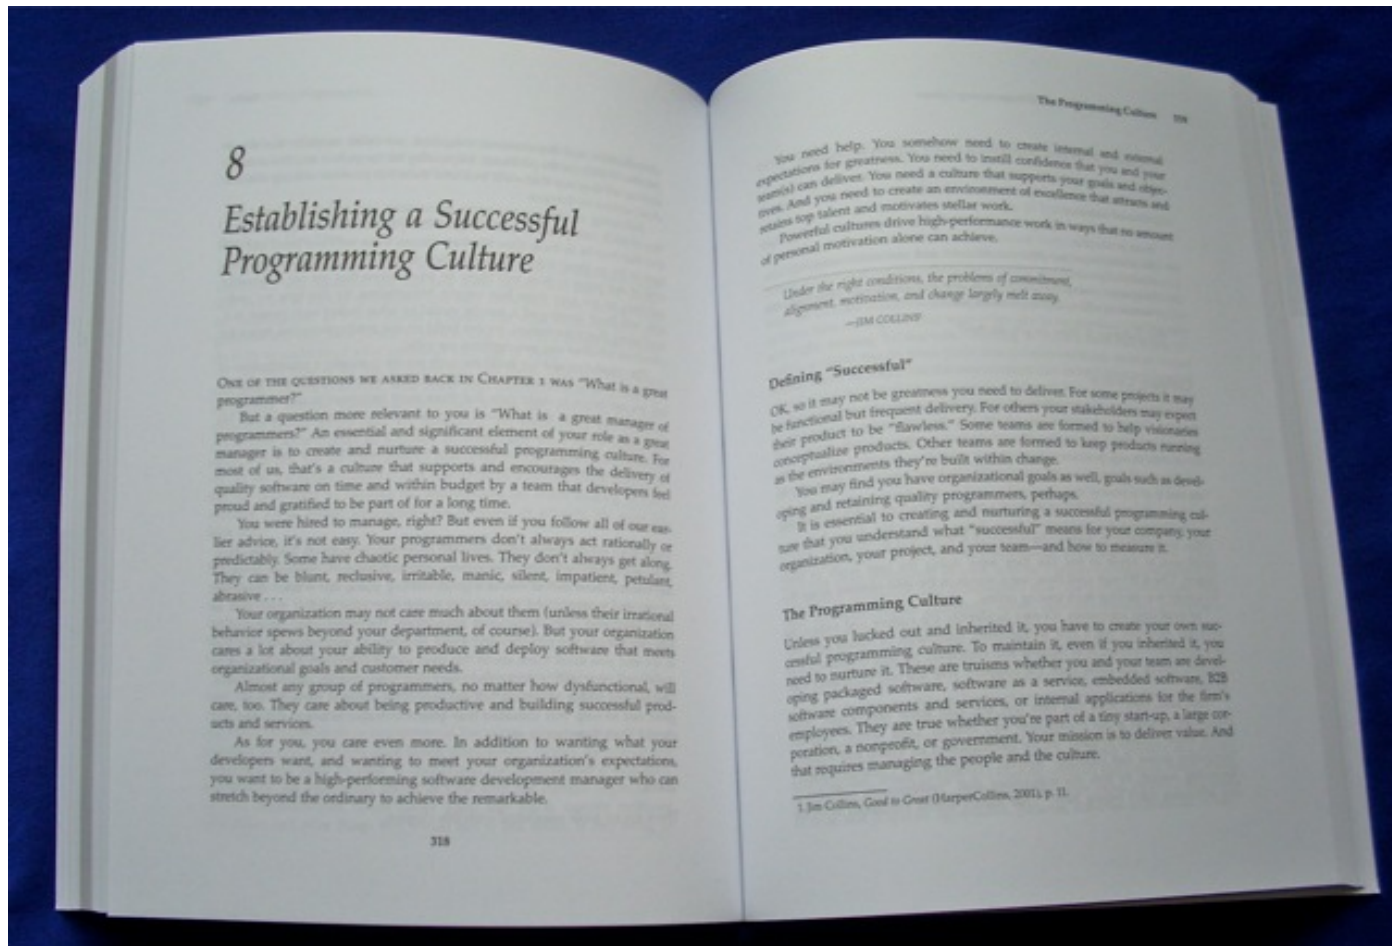 8
Establishing a Successful
Programming Culture
ONE OF THE QUESTIONS WE ASKED BACK IN CHAPTER 1 WAS "What is a great
programmer?"
But a question more relevant to you is "What is a great manager of
programmers?" An essential and significant element of your role as a great
manager is to create and nurture a successful programming culture. For
most of us, that's a culture that supports and encourages the delivery of
quality software on time and within budget by a team that developers feel
proud and gratified to be part of for a long time.
You were hired to manage, right? But even if you follow all of our ear-
lier advice, it's not easy. Your programmers don't always act rationally or
predictably. Some have chaotic personal lives. They don't always get along.
They can be blunt, reclusive, irritable, manic, silent, impatient, petulant,
abrasive . . .
Your organization may not care much about them (unless their irrational
behavior spews beyond your department, of course). But your organization
cares a lot about your ability to produce and deploy software that meets
organizational goals and customer needs.
Almost any group of programmers, no matter how dysfunctional, will
care, too. They care about being productive and building successful prod-
ucts and services.
As for you, you care even more. In addition to wanting what your
developers want, and wanting to meet your organization's expectations,
you want to be a high-performing software development manager who can
stretch beyond the ordinary to achieve the remarkable.
318
The Programming Culture
You need help. You somehow need to create internal and external
expectations for greatness. You need to instill confidence that you and your
team(s) can deliver. You need a culture that supports your goals and objec-
tives. And you need to create an environment of excellence that attracts and
retains top talent and motivates stellar work.
Powerful cultures drive high-performance work in ways that no amount
of personal motivation alone can achieve.
Under the right conditions, the problems of commitment,
alignment, motivation, and change largely melt away.
—JIM COLLINS
Defining "Successful"
OK, so it may not be greatness you need to deliver. For some projects it may
be functional but frequent delivery. For others your stakeholders may expect
their product to be "flawless." Some teams are formed to help visionaries
conceptualize products. Other teams are formed to keep products running
as the environments they're built within change.
You may find you have organizational goals as well, goals such as devel-
oping and retaining quality programmers, perhaps.
It is essential to creating and nurturing a successful programming cul-
ture that you understand what "successful" means for your company, your
organization, your project, and your team—and how to measure it.
The Programming Culture
Unless you lucked out and inherited it, you have to create your own suc-
cessful programming culture. To maintain it, even if you inherited it, you
need to nurture it. These are truisms whether you and your team are devel-
oping packaged software, software as a service, embedded software, B2B
software components and services, or internal applications for the firm's
employees. They are true whether you're part of a tiny start-up, a large cor-
poration, a nonprofit, or government. Your mission is to deliver value. And
that requires managing the people and the culture.
1. Jim Collins, Good to Great (HarperCollins, 2001), p. 11.